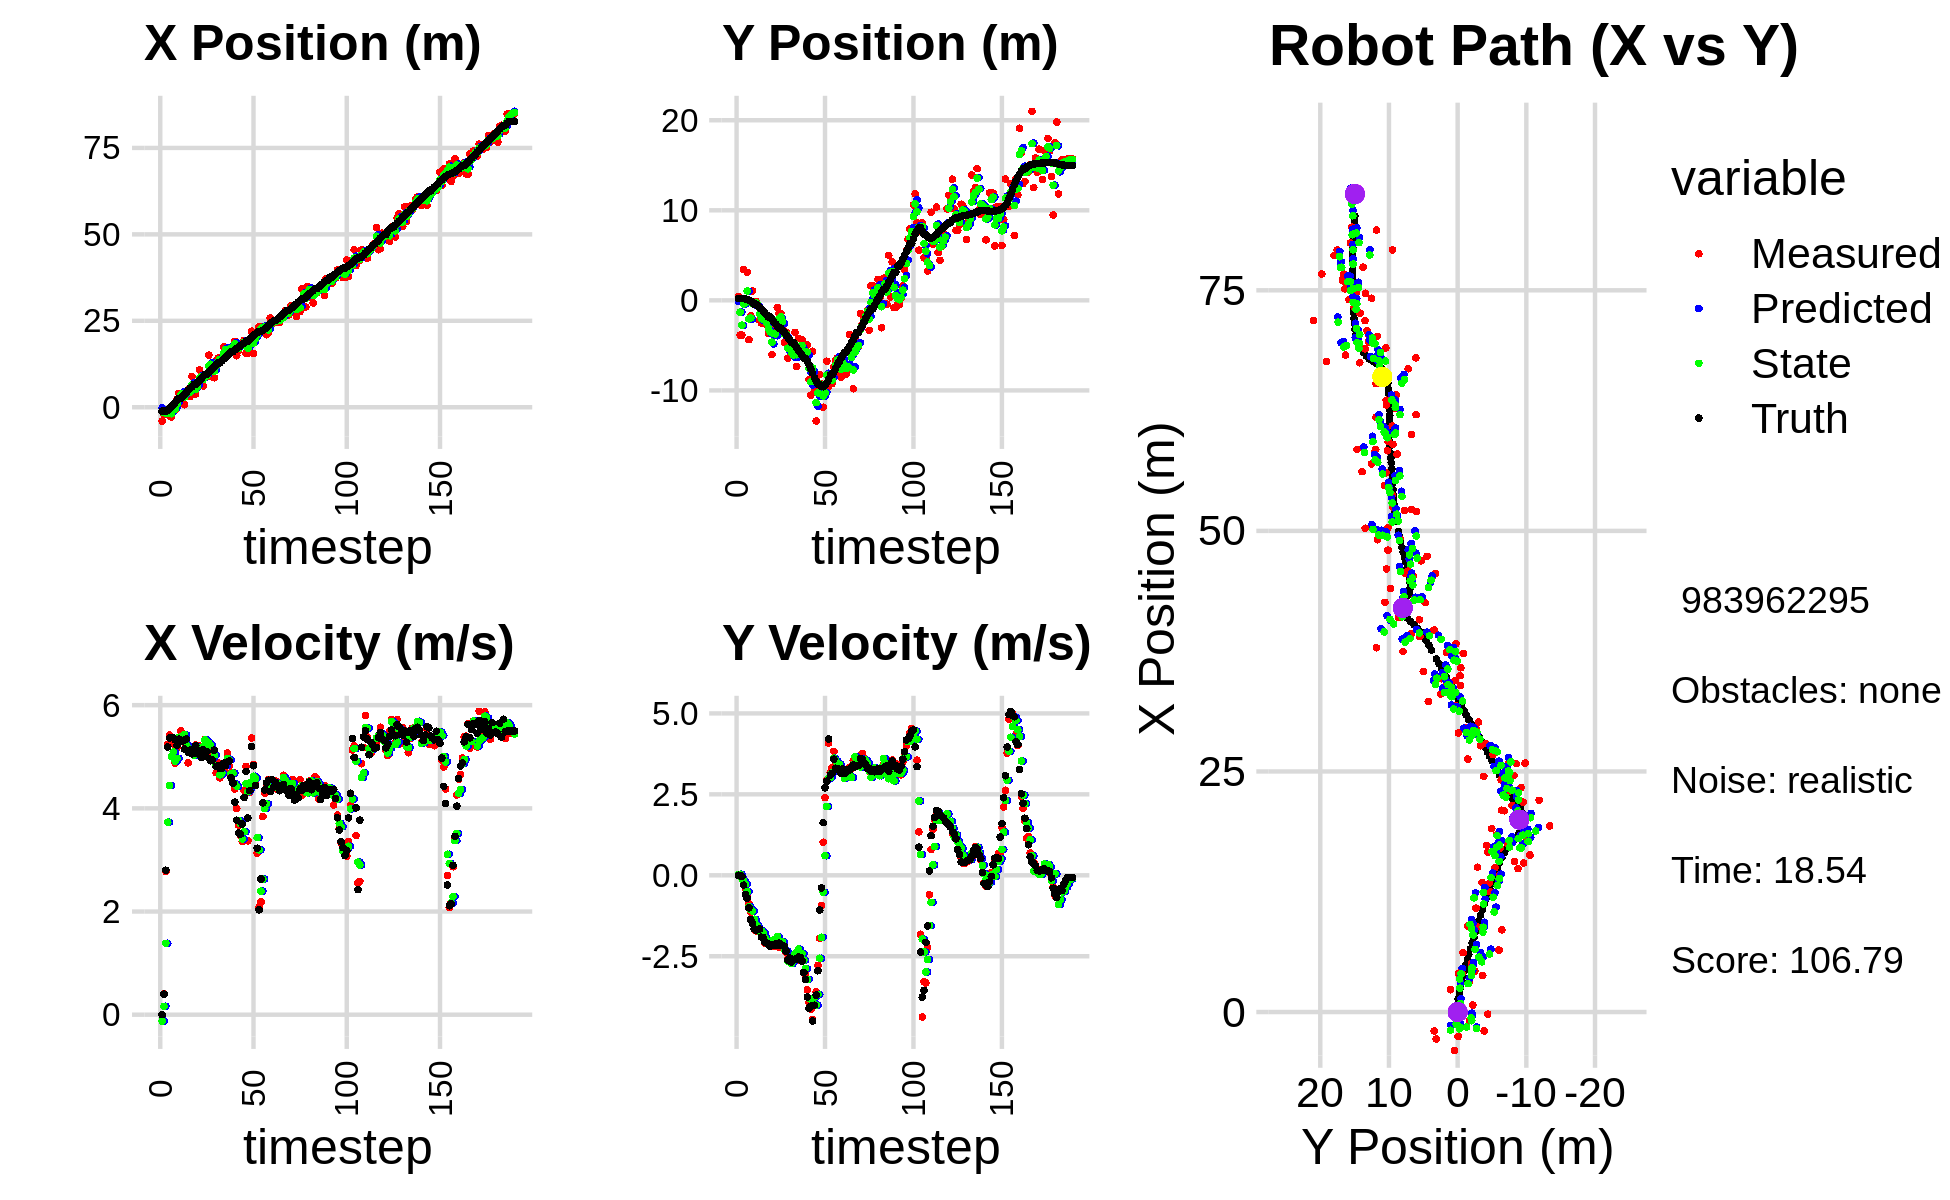 X Position (m)
75
50
25
0
0
50
100
150
timestep
Y Position (m)
20
10
0
-10
0
50
100
150
timestep
X Velocity (m/s)
6
4
2
0
0
50
100
150
timestep
Y Velocity (m/s)
5.0
2.5
0.0
-2.5
0
50
100
150
timestep
Robot Path (X vs Y)
X Position (m)
75
50
25
0
20 10 0 -10 -20
Y Position (m)
variable
Measured
Predicted
State
Truth
983962295
Obstacles: none
Noise: realistic
Time: 18.54
Score: 106.79